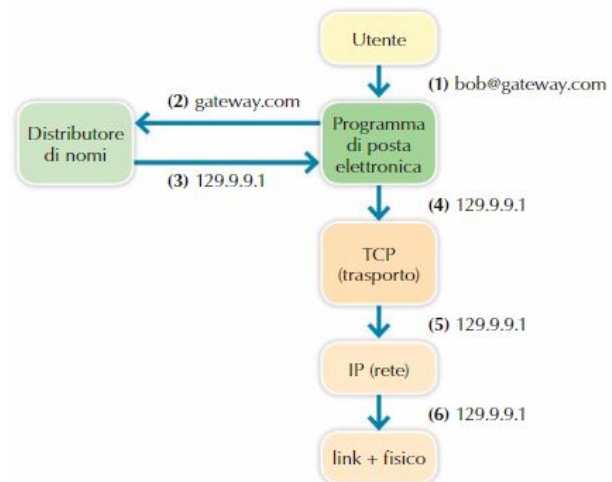 Utente
(1) bob@gateway.com
(2) gateway.com
Distributore
di nomi
Programma
di posta
elettronica
(3) 129.9.9.1
(4) 129.9.9.1
TCP
(trasporto)
(5) 129.9.9.1
IP (rete)
(6) 129.9.9.1
link + fisico